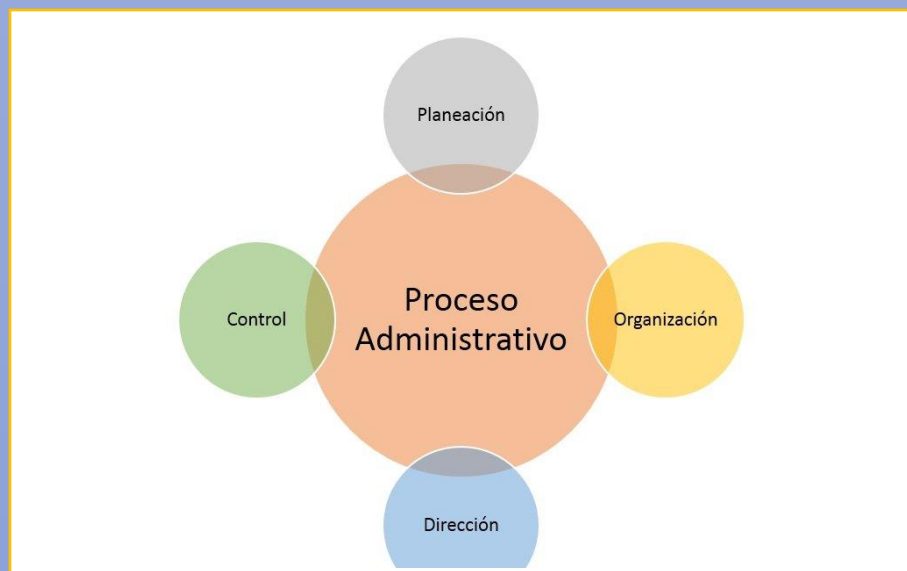 Planeación
Control
Proceso
Administrativo
Organización
Dirección